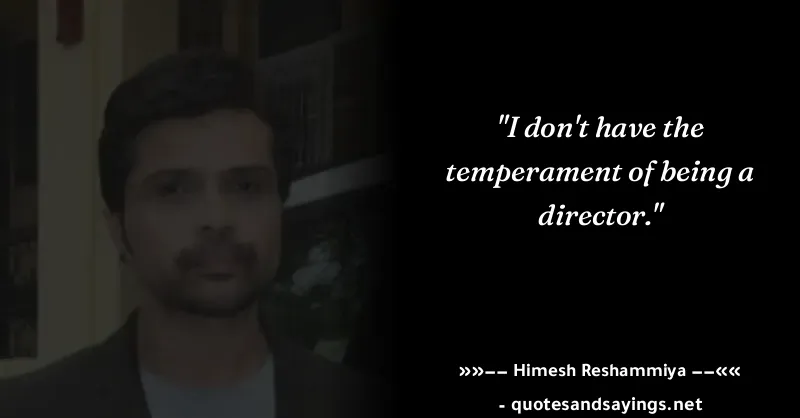 "I don't have the
temperament of being a
director."
»»−− Himesh Reshammiya −−««
- quotesandsayings.net